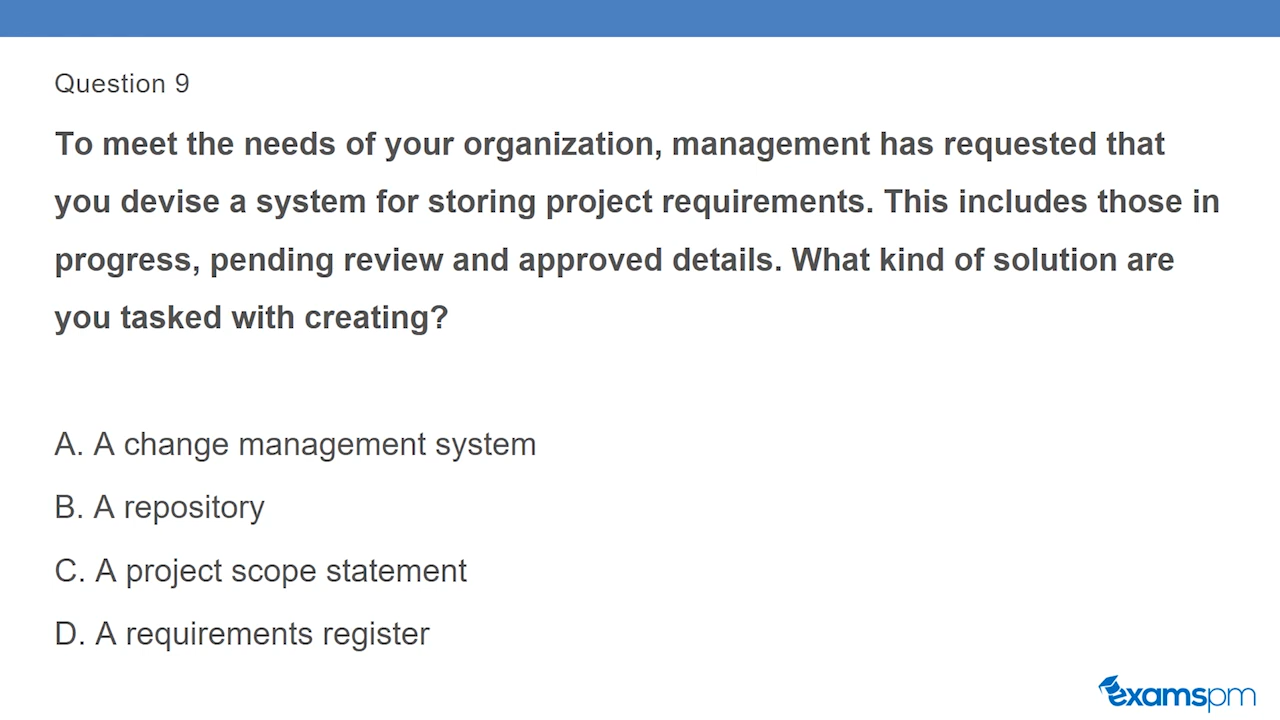 Question 9
To meet the needs of your organization, management has requested that
you devise a system for storing project requirements. This includes those in
progress, pending review and approved details. What kind of solution are
you tasked with creating?
A. A change management system
B. A repository
C. A project scope statement
D. A requirements register
examspm